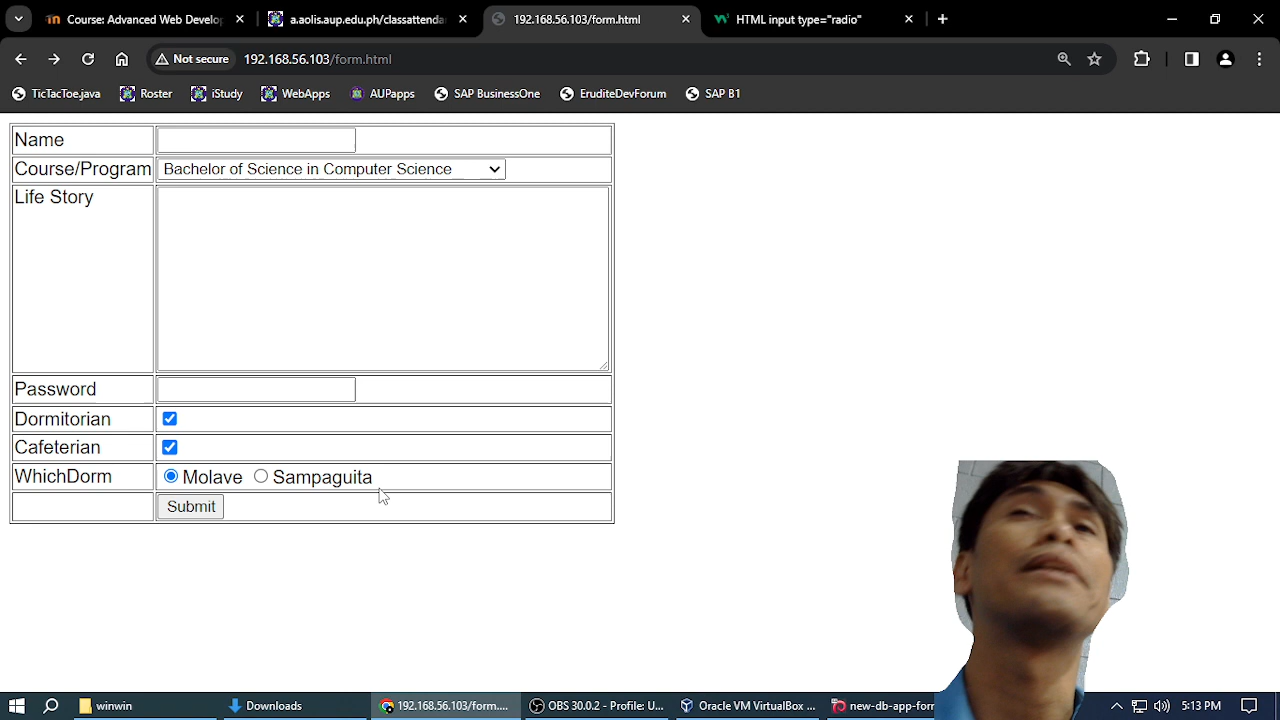 Course: Advanced Web Develop
a.aolis.aup.edu.ph/classattenda
192.168.56.103/form.html
HTML input type="radio"
Not secure
192.168.56.103/form.html
TicTacToe.java
Roster
iStudy
WebApps
AUPapps
SAP BusinessOne
EruditeDevForum
SAP B1
Name
Course/Program Bachelor of Science in Computer Science
Life Story
Password
Dormitorian
Cafeterian
WhichDorm Molave Sampaguita
Submit
winwin
Downloads
192.168.56.103/form....
OBS 30.0.2 - Profile: U...
Oracle VM VirtualBox ...
new-db-app-for
5:13 PM